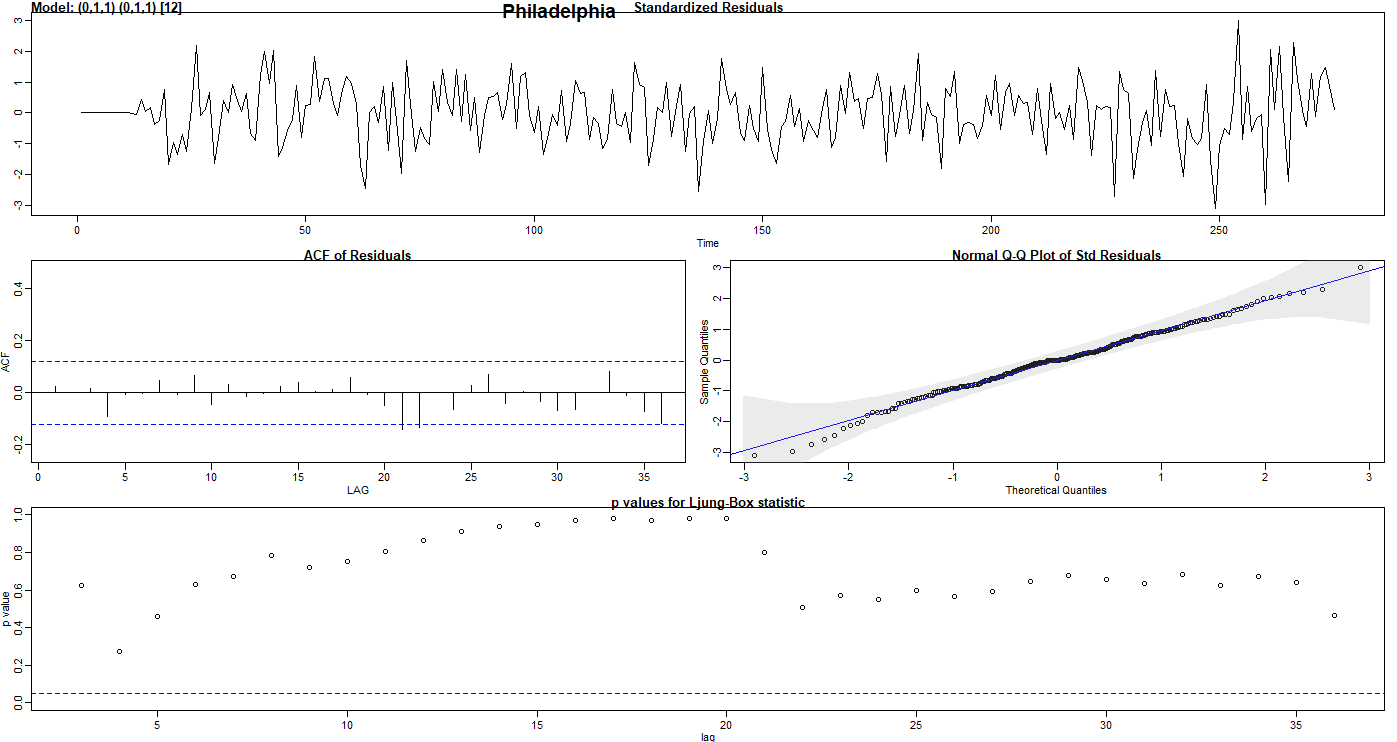 Model: (0,1,1) (0,1,1) [12] Philadelphia Standardized Residuals
3
2
1
0
-1
-2
-3
0 50 100 150 200 250
Time
ACF of Residuals
ACF
0.4
0.2
0.0
-0.2
0 5 10 15 20 25 30 35
LAG
Normal Q-Q Plot of Std Residuals
Sample Quantiles
3
2
1
0
-1
-2
-3
-3 -2 -1 0 1 2 3
Theoretical Quantiles
p values for Ljung-Box statistic
p value
1.0
0.8
0.6
0.4
0.2
0.0
5 10 15 20 25 30 35
lag